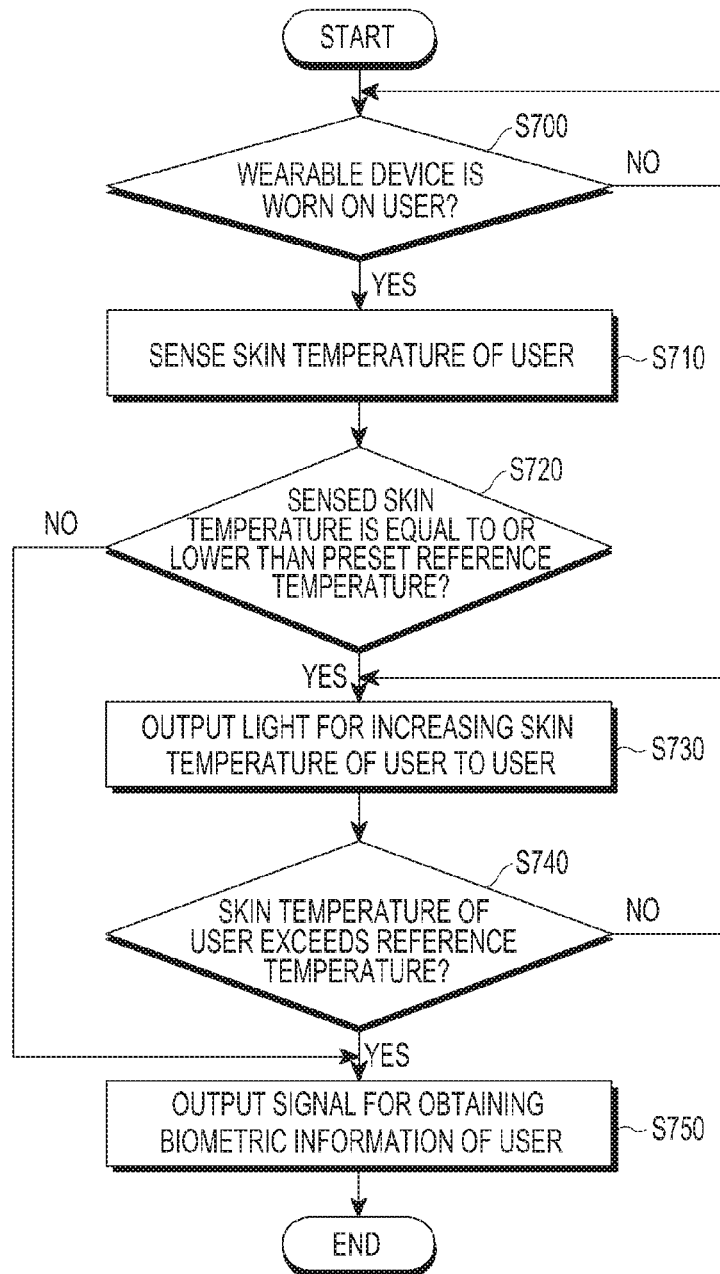 START
S700
WEARABLE DEVICE IS
WORN ON USER?
NO
YES
SENSE SKIN TEMPERATURE OF USER
S710
S720
NO
SENSED SKIN
TEMPERATURE IS EQUAL TO OR
LOWER THAN PRESET REFERENCE
TEMPERATURE?
YES
OUTPUT LIGHT FOR INCREASING SKIN
TEMPERATURE OF USER TO USER
S730
S740
SKIN TEMPERATURE OF
USER EXCEEDS REFERENCE
TEMPERATURE?
NO
YES
OUTPUT SIGNAL FOR OBTAINING
BIOMETRIC INFORMATION OF USER
S750
END